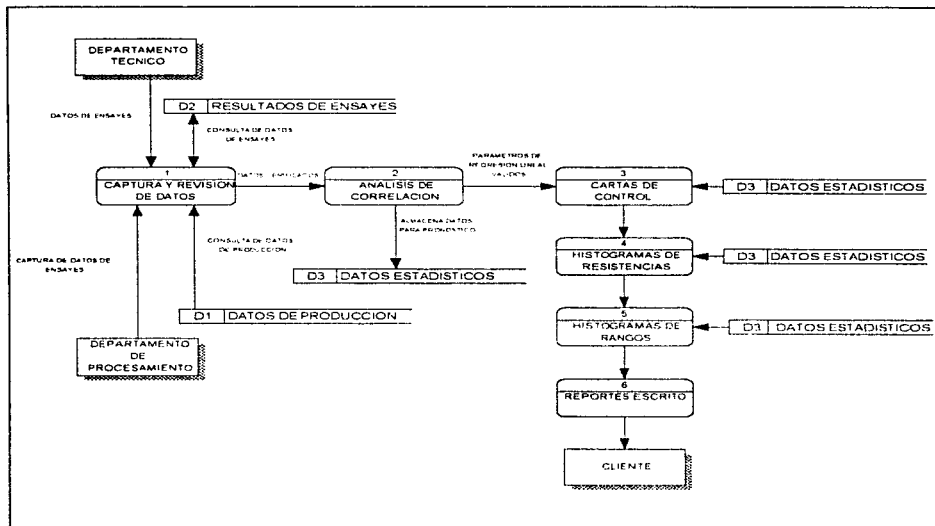 DEPARTAMENTO
TECNICO
DATOS DE ENSAYES
D2 RESULTADOS DE ENSAYES
CONSULTA DE DATOS
DE ENSAYES
1
CAPTURA Y REVISION
DE DATOS
DATOS
2
ANALISIS DE
CORRELACION
PARAMETROS DE
REGRESION LINEAL
VALIDOS
3
CARTAS DE
CONTROL
D3 DATOS ESTADISTICOS
ALMACENA DATOS
PARA PRONOSTICO
CAPTURA DE DATOS DE
ENSAYES
CONSULTA DE DATOS
DE PRODUCCION
4
HISTOGRAMAS DE
RESISTENCIAS
D3 DATOS ESTADISTICOS
D3 DATOS ESTADISTICOS
D1 DATOS DE PRODUCCION
5
HISTOGRAMAS DE
RANGOS
D3 DATOS ESTADISTICOS
DEPARTAMENTO
DE
PROCESAMIENTO
6
REPORTES ESCRITO
CLIENTE